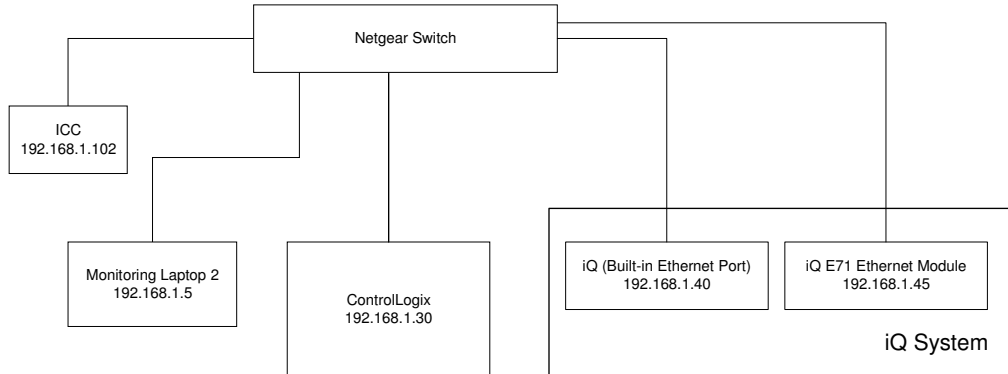 Netgear Switch
ICC
192.168.1.102
Monitoring Laptop 2
192.168.1.5
ControlLogix
192.168.1.30
iQ (Built-in Ethernet Port)
192.168.1.40
iQ E71 Ethernet Module
192.168.1.45
iQ System